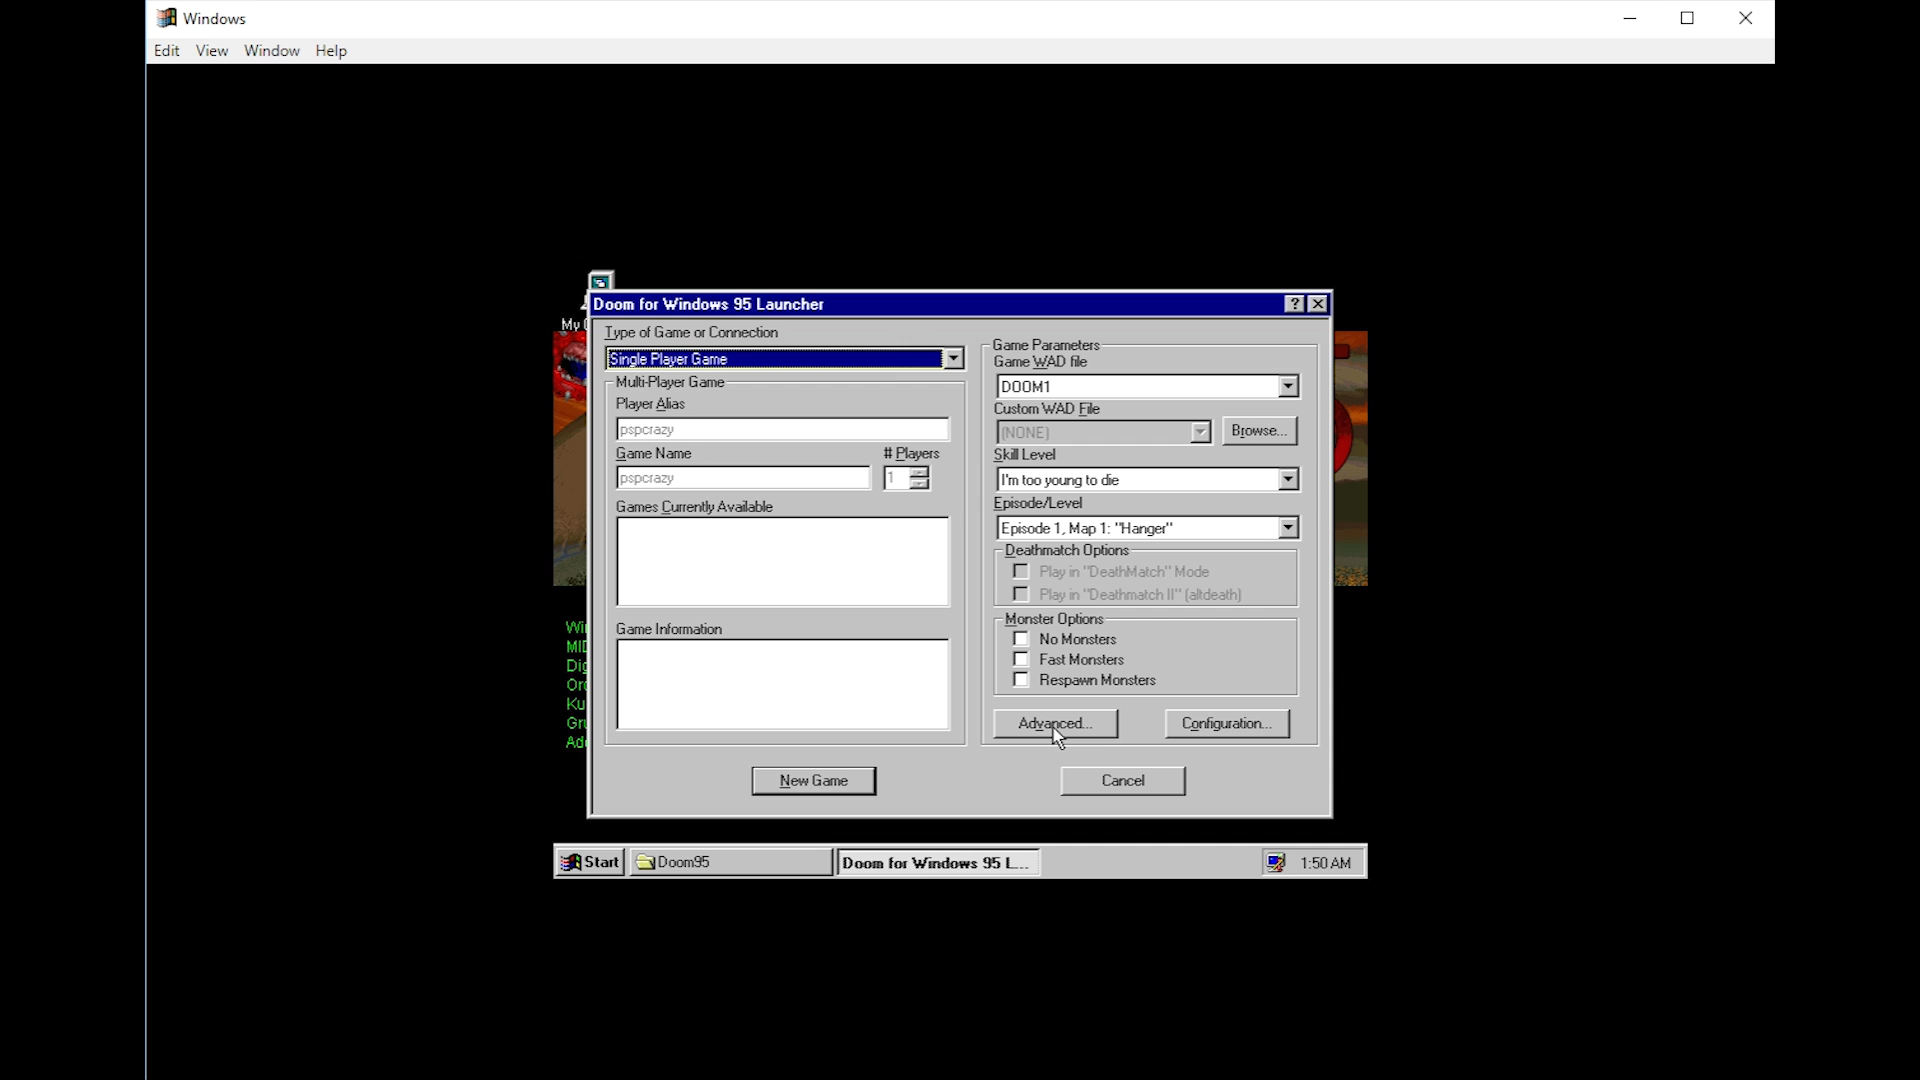 Windows
Edit View Window Help
Doom for Windows 95 Launcher
Type of Game or Connection
Single Player Game
Multi-Player Game
Player Alias
pspcrazy
Game Name
# Players
pspcrazy
1
Games Currently Available
Game Information
Game Parameters
Game WAD file
DOOM1
Custom WAD File
(NONE)
Browse...
Skill Level
I'm too young to die
Episode/Level
Episode 1, Map 1: "Hanger"
Deathmatch Options
Play in "DeathMatch" Mode
Play in "Deathmatch II" (altdeath)
Monster Options
No Monsters
Fast Monsters
Respawn Monsters
Advanced...
Configuration...
New Game
Cancel
My
Start
Doom95
Doom for Windows 95 L...
1:50 AM